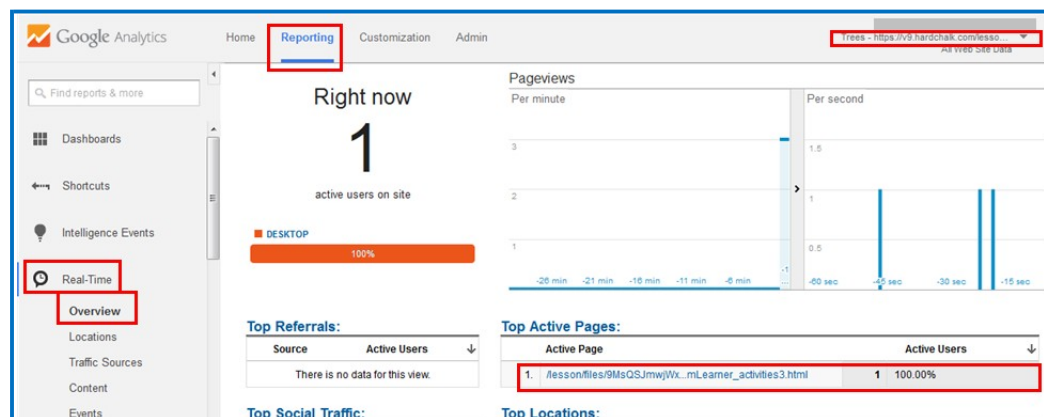 Google Analytics
Home Reporting Customization Admin
Trees - https://v9.hardchalk.com/lesso...
All Web Site Data
Find reports & more
Dashboards
Shortcuts
Intelligence Events
Real-Time
Overview
Locations
Traffic Sources
Content
Events
Right now
1
active users on site
DESKTOP
100%
Pageviews
Per minute
3
2
1
-26 min -21 min -16 min -11 min -6 min -1
Per second
1.5
1
0.5
-60 sec -45 sec -30 sec -15 sec
Top Referrals:
Source Active Users
There is no data for this view.
Top Active Pages:
Active Page Active Users
1. /lesson/files/9MsQSJmwjWx...mLearner_activities3.html 1 100.00%
Top Social Traffic:
Top Locations: